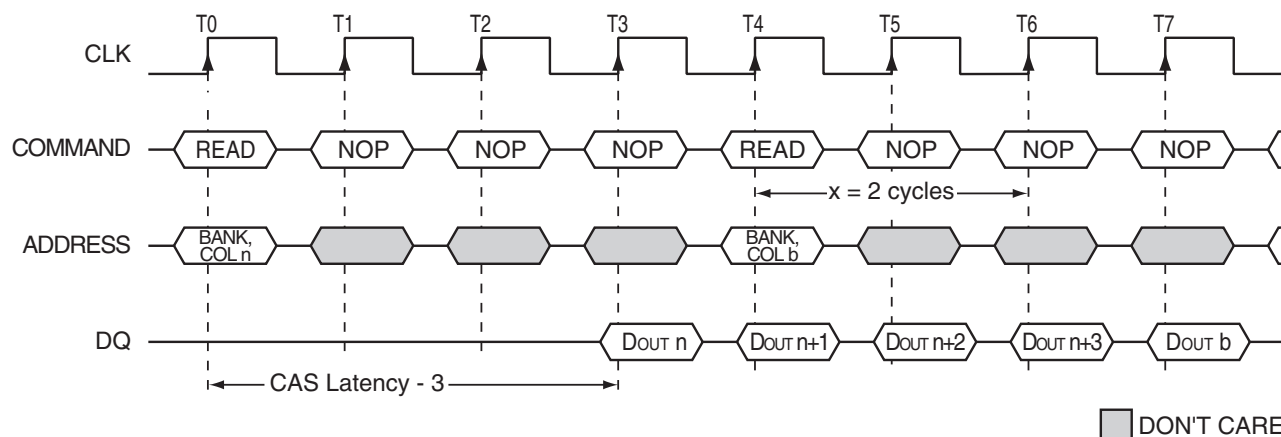 T0 T1 T2 T3 T4 T5 T6 T7
CLK
COMMAND READ NOP NOP NOP READ NOP NOP NOP
x = 2 cycles
ADDRESS BANK, COL n BANK, COL b
DQ DOUT n DOUT n+1 DOUT n+2 DOUT n+3 DOUT b
CAS Latency - 3
DON'T CARE